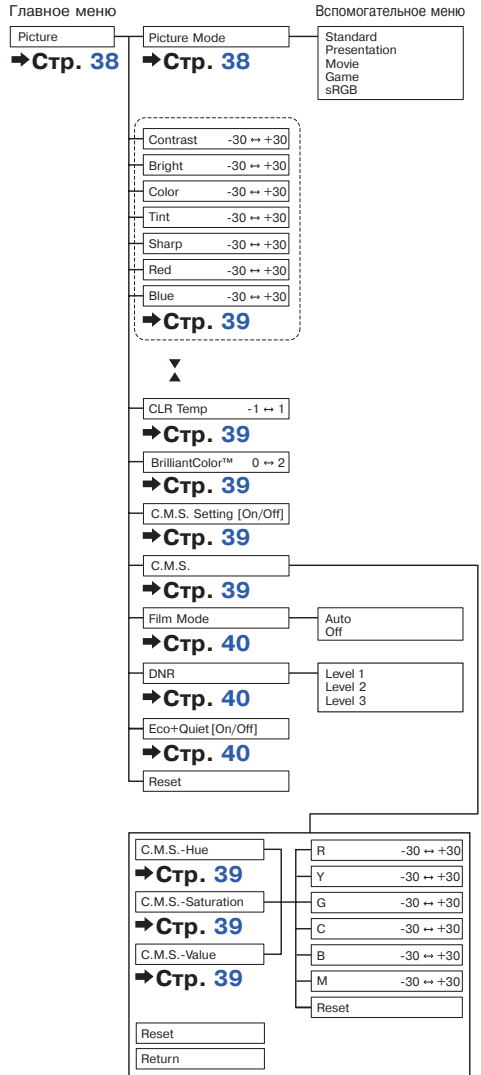 Главное меню
Вспомогательное меню
Picture
➡Стр. 38
Picture Mode
➡Стр. 38
Standard
Presentation
Movie
Game
sRGB
Contrast -30 ↔ +30
Bright -30 ↔ +30
Color -30 ↔ +30
Tint -30 ↔ +30
Sharp -30 ↔ +30
Red -30 ↔ +30
Blue -30 ↔ +30
➡Стр. 39
CLR Temp -1 ↔ 1
➡Стр. 39
BrilliantColor™ 0 ↔ 2
➡Стр. 39
C.M.S. Setting [On/Off]
➡Стр. 39
C.M.S.
➡Стр. 39
Film Mode
➡Стр. 40
Auto
Off
DNR
➡Стр. 40
Level 1
Level 2
Level 3
Eco+Quiet [On/Off]
➡Стр. 40
Reset
C.M.S.-Hue
➡Стр. 39
C.M.S.-Saturation
➡Стр. 39
C.M.S.-Value
➡Стр. 39
R -30 ↔ +30
Y -30 ↔ +30
G -30 ↔ +30
C -30 ↔ +30
B -30 ↔ +30
M -30 ↔ +30
Reset
Reset
Return